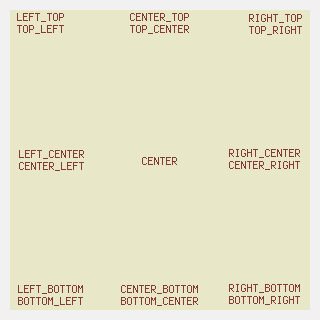 LEFT_TOP
TOP_LEFT
CENTER_TOP
TOP_CENTER
RIGHT_TOP
TOP_RIGHT
LEFT_CENTER
CENTER_LEFT
CENTER
RIGHT_CENTER
CENTER_RIGHT
LEFT_BOTTOM
BOTTOM_LEFT
CENTER_BOTTOM
BOTTOM_CENTER
RIGHT_BOTTOM
BOTTOM_RIGHT